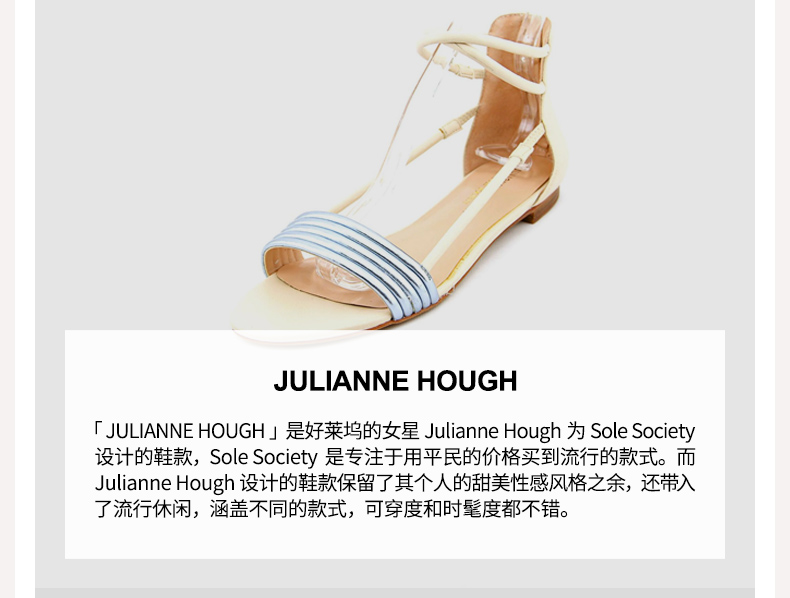 JULIANNE HOUGH
「JULIANNE HOUGH」是好莱坞的女星 Julianne Hough 为 Sole Society
设计的鞋款，Sole Society 是专注于用平民的价格买到流行的款式。而
Julianne Hough 设计的鞋款保留了其个人的甜美性感风格之余，还带入
了流行休闲，涵盖不同的款式，可穿度和时髦度都不错。